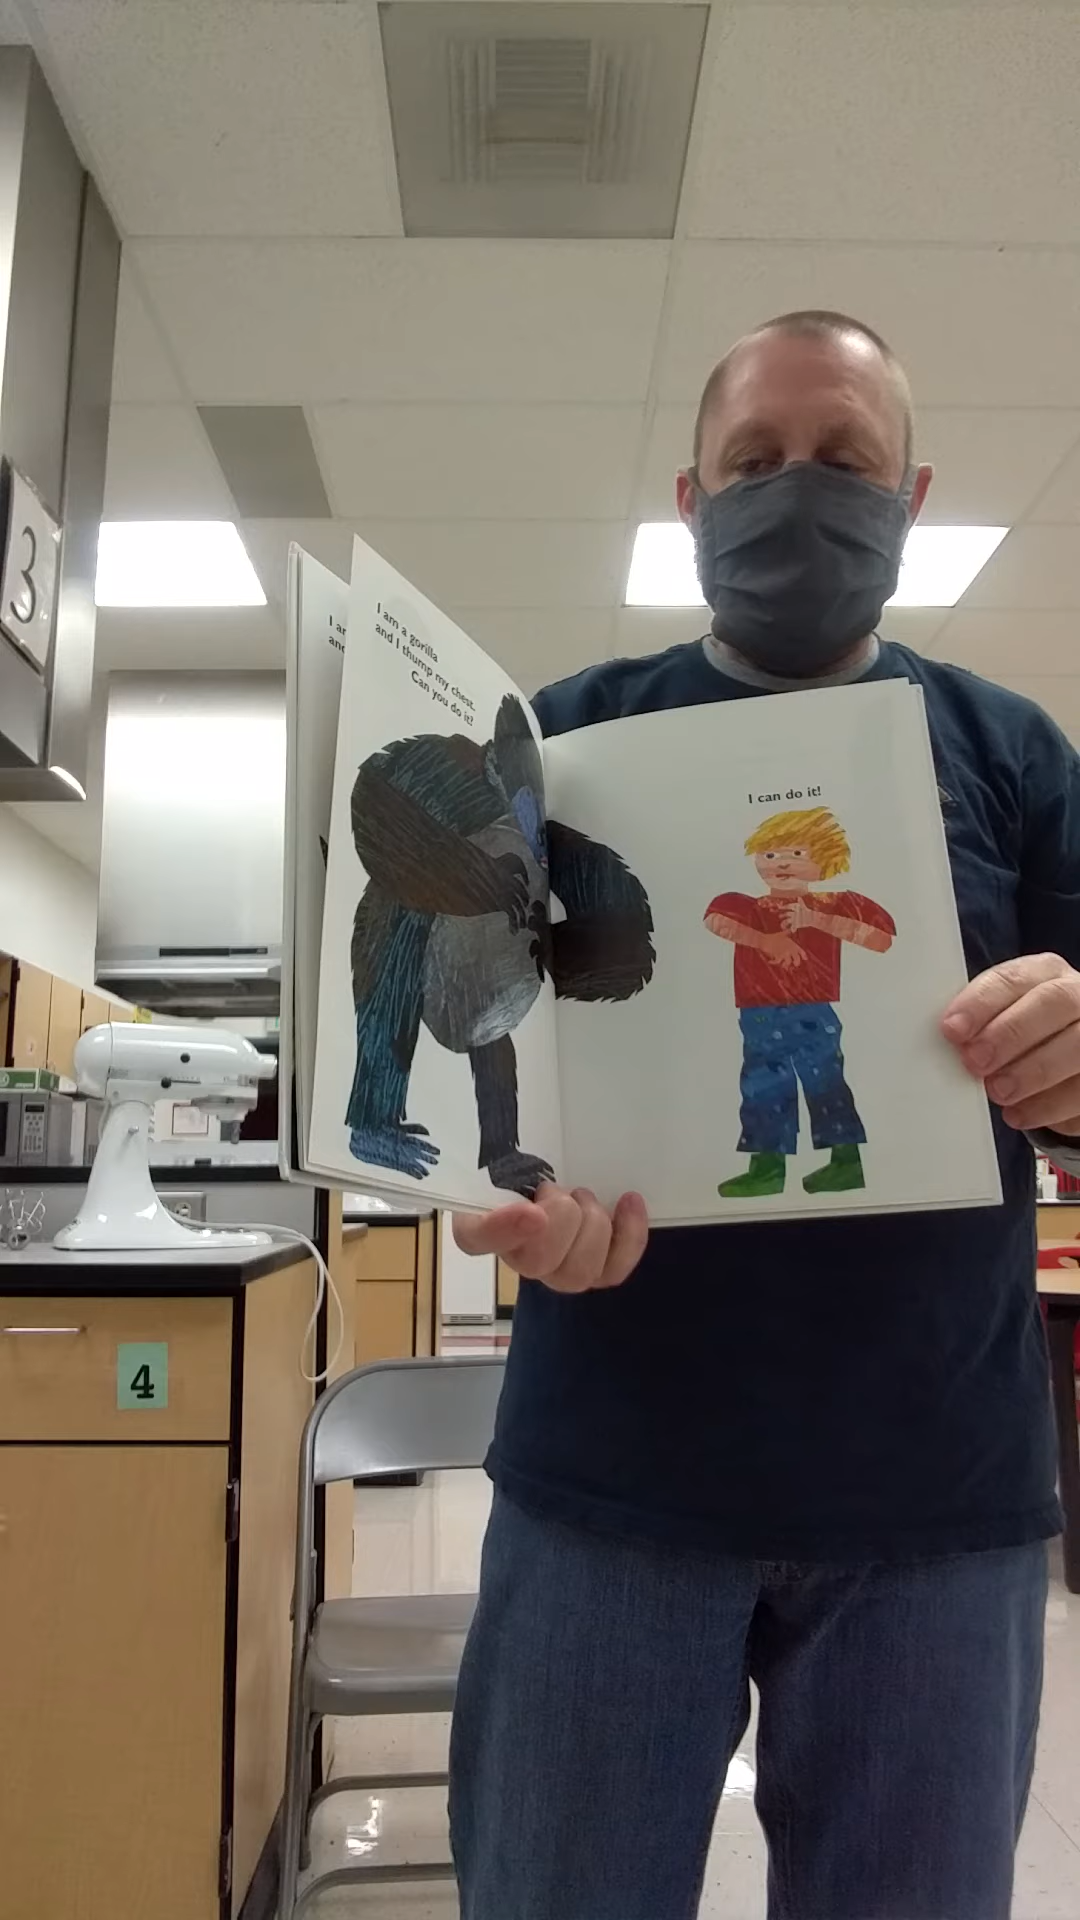 3
I am a gorilla
and I thump my chest.
Can you do it?
I can do it!
4